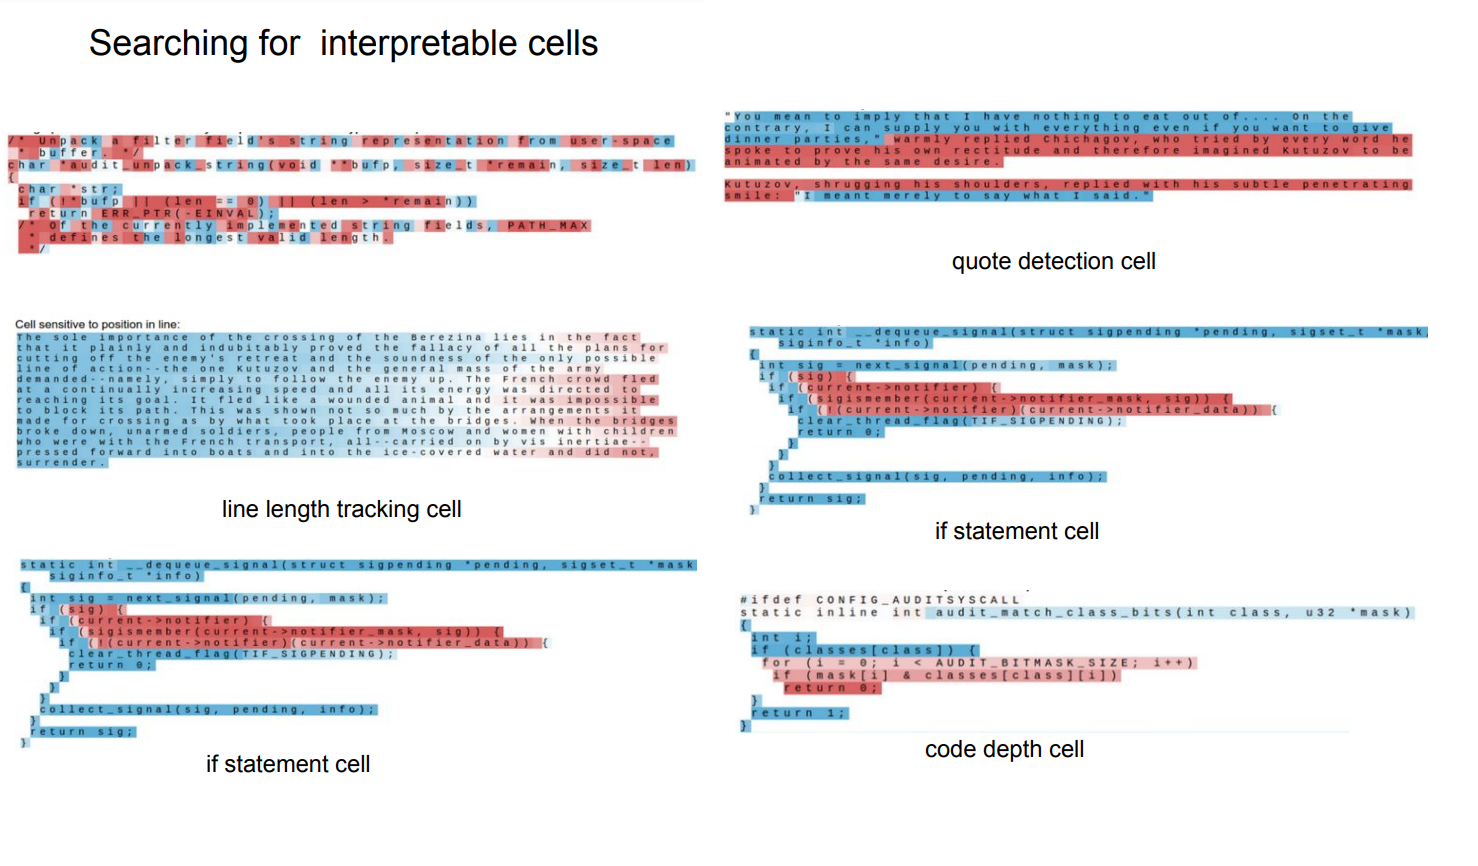 Searching for  interpretable cells
/* Unpack a filter field's string representation from user-space
 * buffer. */
char *audit_unpack_string(void **bufp, size_t *remain, size_t len)
{
char *str;
if (!*bufp || (len == 0) || (len > *remain))
return ERR_PTR(-EINVAL);
/* Of the currently implemented string fields, PATH_MAX
 * defines the longest valid length.
 */
"You mean to imply that I have nothing to eat out of.... On the
contrary, I can supply you with everything even if you want to give
dinner parties," warmly replied Chichagov, who tried by every word he
spoke to prove his own rectitude and therefore imagined Kutuzov to be
animated by the same desire.
Kutuzov, shrugging his shoulders, replied with his subtle penetrating
smile: "I meant merely to say what I said."
quote detection cell
Cell sensitive to position in line:
The sole importance of the crossing of the Berezina lies in the fact
that it plainly and indubitably proved the fallacy of all the plans for
cutting off the enemy's retreat and the soundness of the only possible
line of action--the one Kutuzov and the general mass of the army
demanded--namely, simply to follow the enemy up. The French crowd fled
at a continually increasing speed and all its energy was directed to
reaching its goal. It fled like a wounded animal and it was impossible
to block its path. This was shown not so much by the arrangements it
made for crossing as by what took place at the bridges. When the bridges
broke down, unarmed soldiers, people from Moscow and women with children
who were with the French transport, all--carried on by vis inertiae--
pressed forward into boats and into the ice-covered water and did not,
surrender.
line length tracking cell
static int __dequeue_signal(struct sigpending *pending, sigset_t *mask
siginfo_t *info)
{
int sig = next_signal(pending, mask);
if (sig) {
if (current->notifier) {
if (sigismember(current->notifier_mask, sig)) {
if (!(current->notifier)(current->notifier_data)) {
clear_thread_flag(TIF_SIGPENDING);
return 0;
}
}
}
collect_signal(sig, pending, info);
}
return sig;
}
if statement cell
static int __dequeue_signal(struct sigpending *pending, sigset_t *mask
siginfo_t *info)
{
int sig = next_signal(pending, mask);
if (sig) {
if (current->notifier) {
if (sigismember(current->notifier_mask, sig)) {
if (!(current->notifier)(current->notifier_data)) {
clear_thread_flag(TIF_SIGPENDING);
return 0;
}
}
}
collect_signal(sig, pending, info);
}
return sig;
}
if statement cell
#ifdef CONFIG_AUDITSYSCALL
static inline int audit_match_class_bits(int class, u32 *mask)
{
int i;
if (classes[class]) {
for (i = 0; i < AUDIT_BITMASK_SIZE; i++)
if (mask[i] & classes[class][i])
return 0;
}
return 1;
}
code depth cell